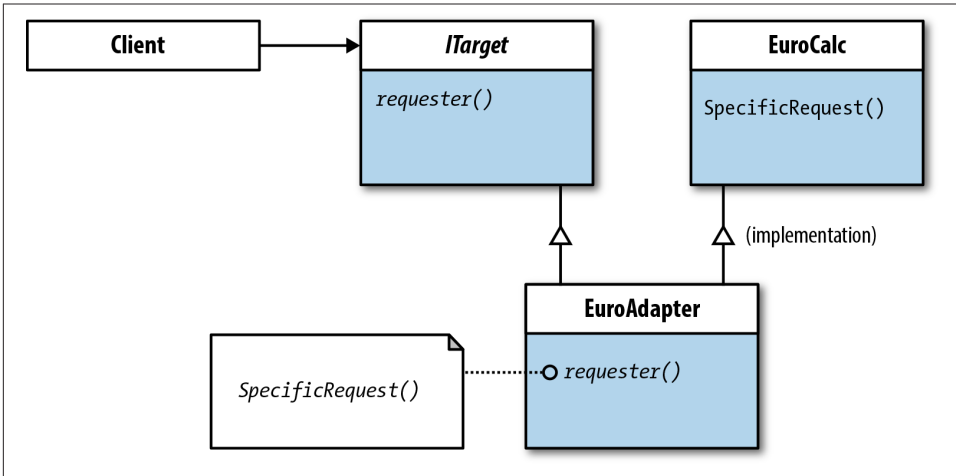 Client
ITarget
requester()
EuroCalc
SpecificRequest()
(implementation)
EuroAdapter
requester()
SpecificRequest()